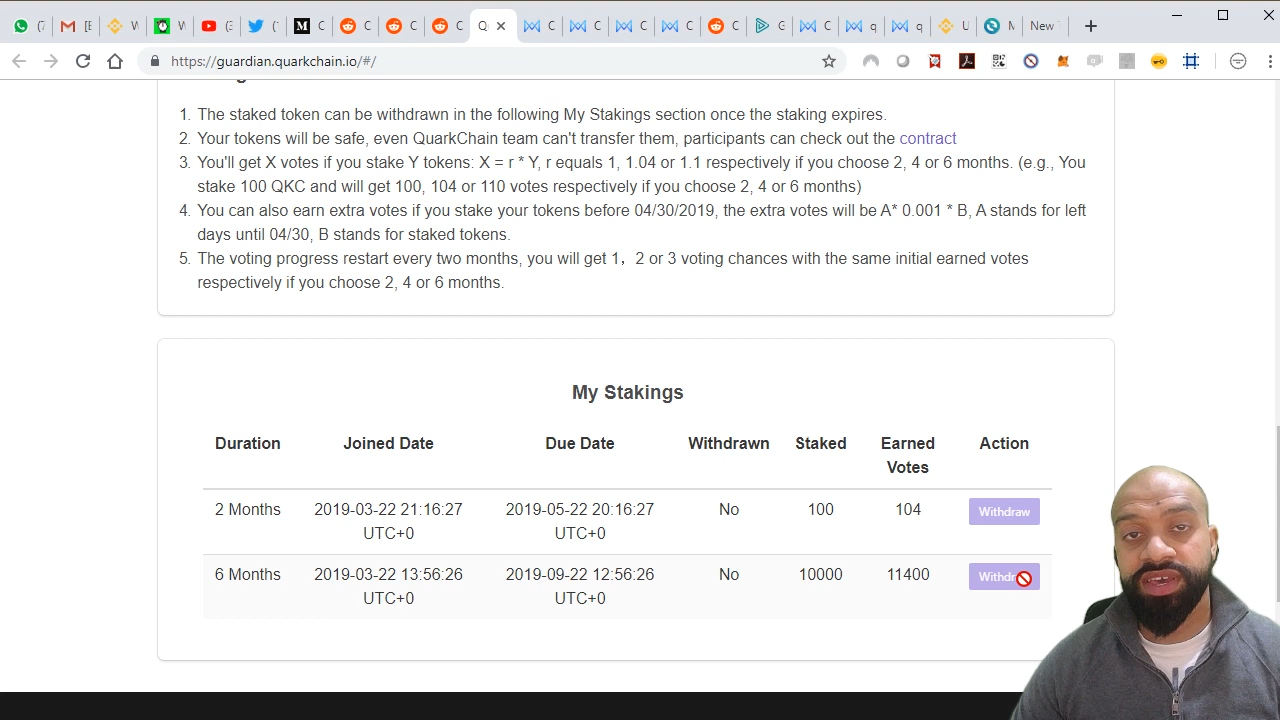 https://guardian.quarkchain.io/#/
New
1. The staked token can be withdrawn in the following My Stakings section once the staking expires.
2. Your tokens will be safe, even QuarkChain team can't transfer them, participants can check out the contract
3. You'll get X votes if you stake Y tokens: X = r * Y, r equals 1, 1.04 or 1.1 respectively if you choose 2, 4 or 6 months. (e.g., You
stake 100 QKC and will get 100, 104 or 110 votes respectively if you choose 2, 4 or 6 months)
4. You can also earn extra votes if you stake your tokens before 04/30/2019, the extra votes will be A* 0.001 * B, A stands for left
days until 04/30, B stands for staked tokens.
5. The voting progress restart every two months, you will get 1，2 or 3 voting chances with the same initial earned votes
respectively if you choose 2, 4 or 6 months.
My Stakings
Duration Joined Date Due Date Withdrawn Staked Earned Votes Action
2 Months 2019-03-22 21:16:27 UTC+0 2019-05-22 20:16:27 UTC+0 No 100 104 Withdraw
6 Months 2019-03-22 13:56:26 UTC+0 2019-09-22 12:56:26 UTC+0 No 10000 11400